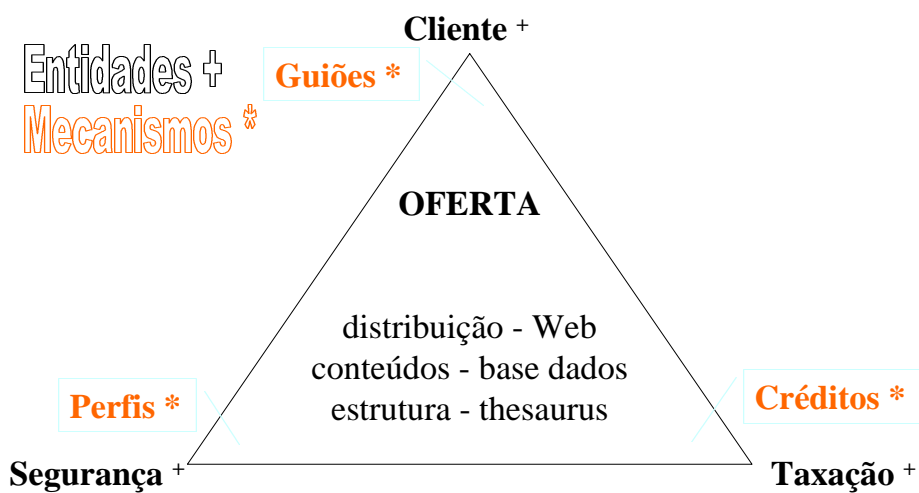 Cliente +
Entidades +
Guiões *
Mecanismos *
OFERTA
distribuição - Web
conteúdos - base dados
estrutura - thesaurus
Perfis *
Créditos *
Segurança +
Taxação +